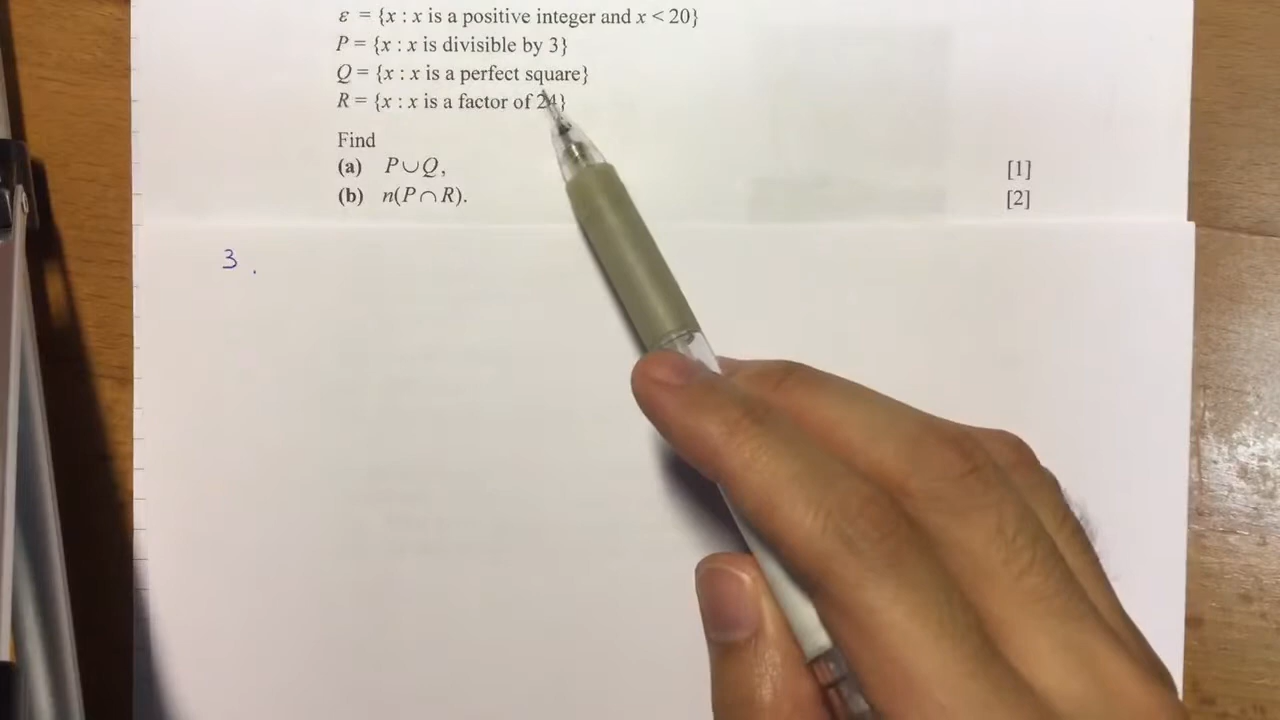 ε = {x : x is a positive integer and x < 20}
P = {x : x is divisible by 3}
Q = {x : x is a perfect square}
R = {x : x is a factor of 24}
Find
(a) P∪Q, [1]
(b) n(P∩R). [2]
3.